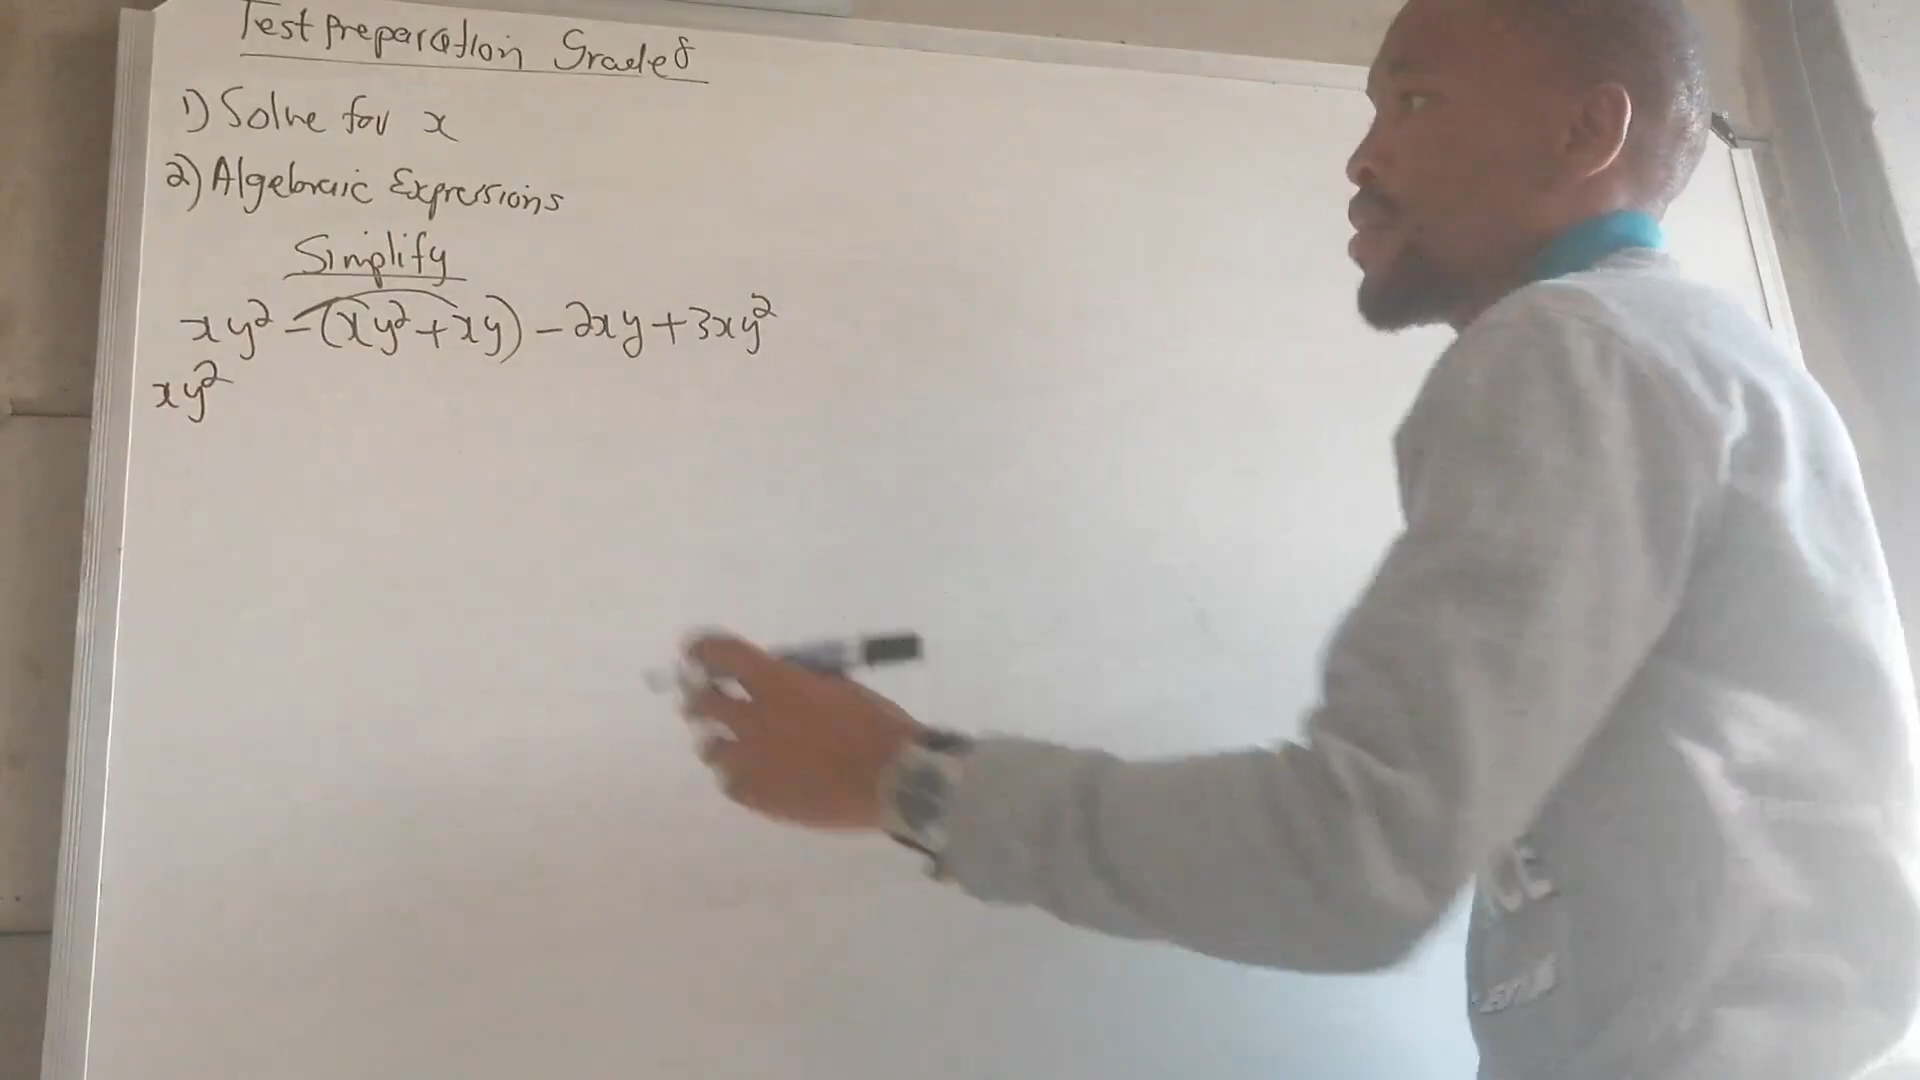 Test Preparation Grade 8
1) Solve for x
2) Algebraic Expressions
Simplify
xy² - (xy² + xy) - 2xy + 3xy²
xy²